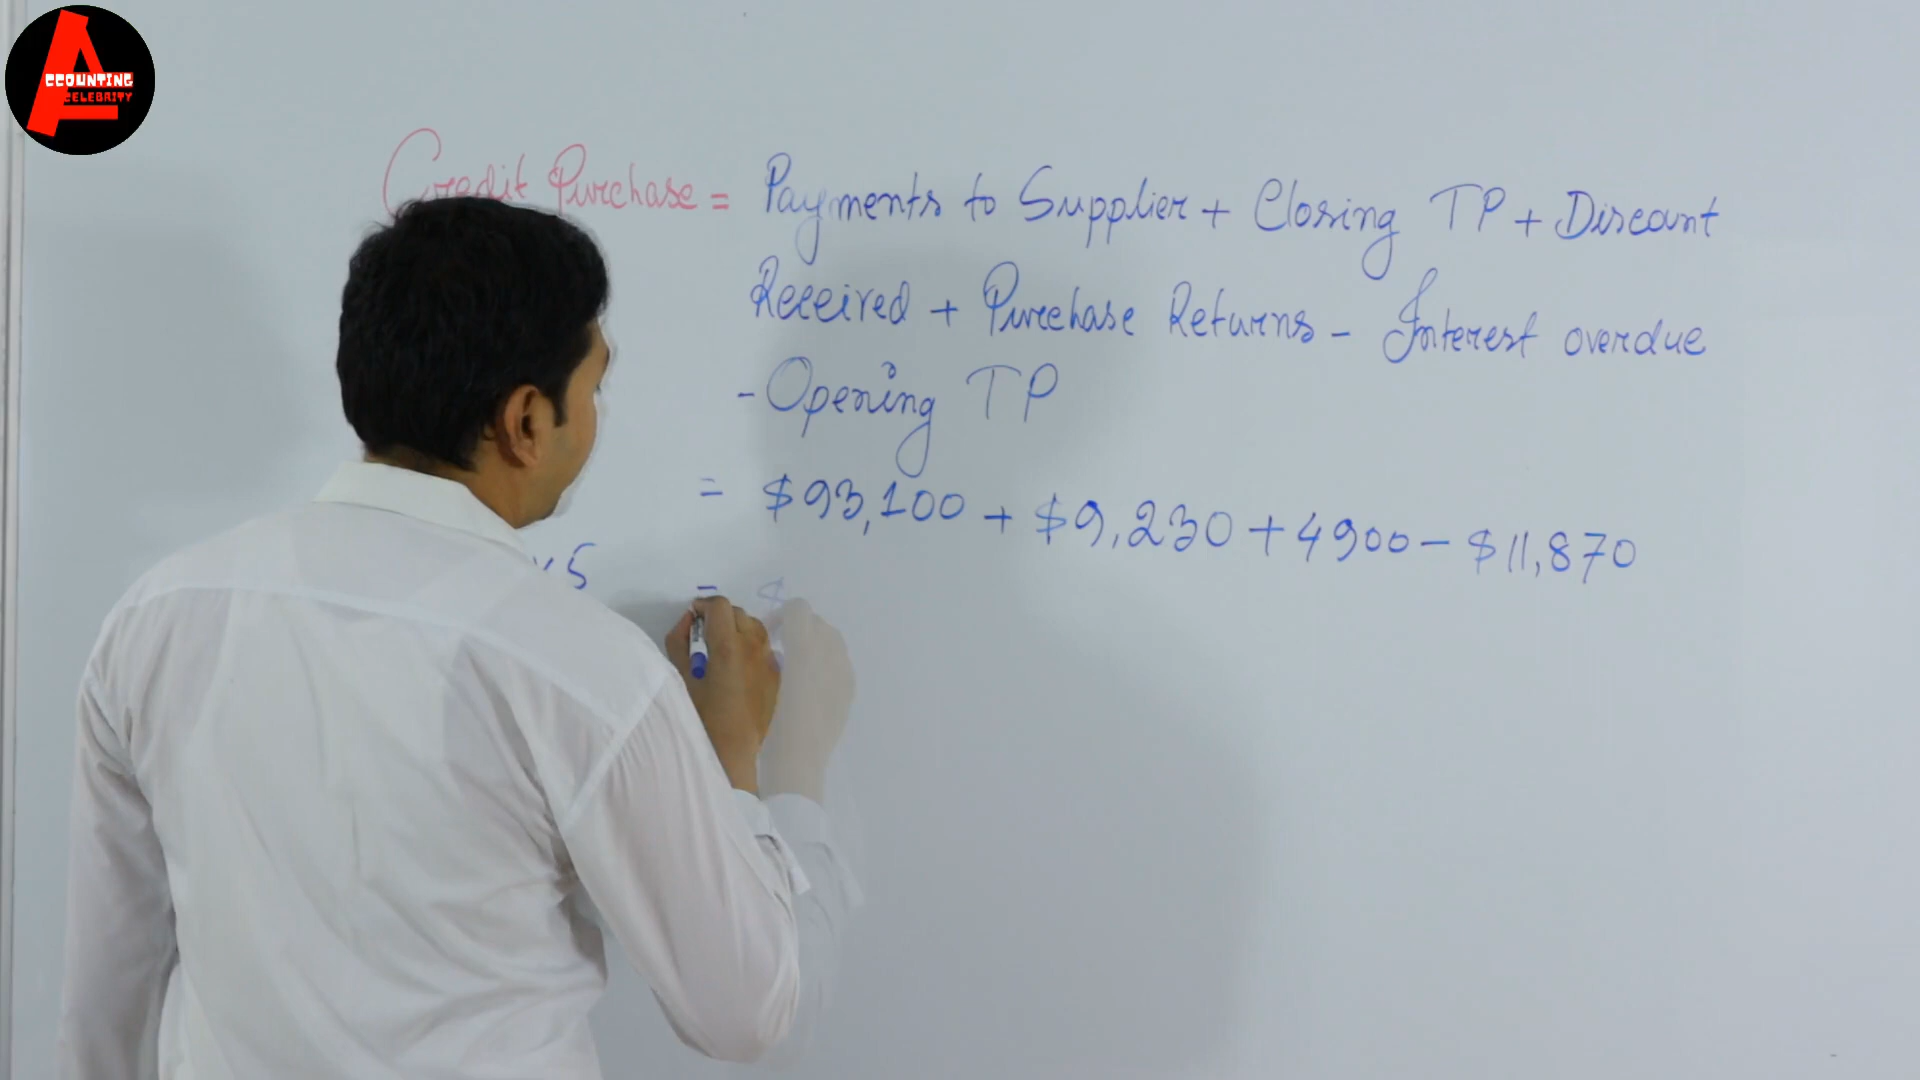 ACCOUNTING
CELEBRITY
Credit Purchase = Payments to Supplier + Closing TP + Discount
Received + Purchase Returns - Interest overdue
- Opening TP
= $93,100 + $9,230 + 4900 - $11,870
x 5 = $